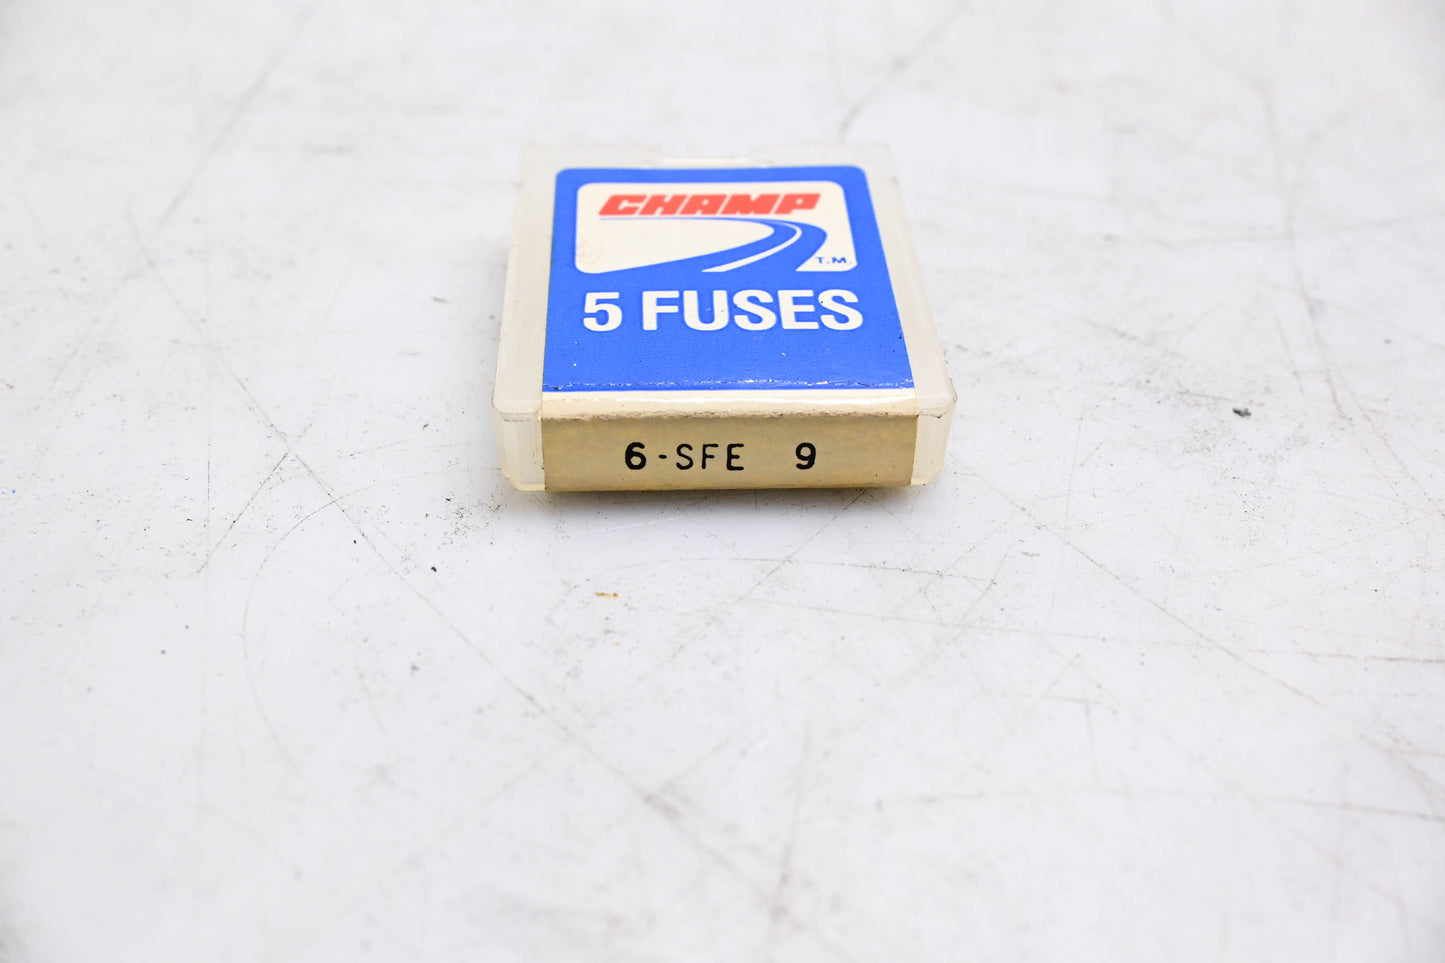 CHAMP
T.M.
5 FUSES
6-SFE 9